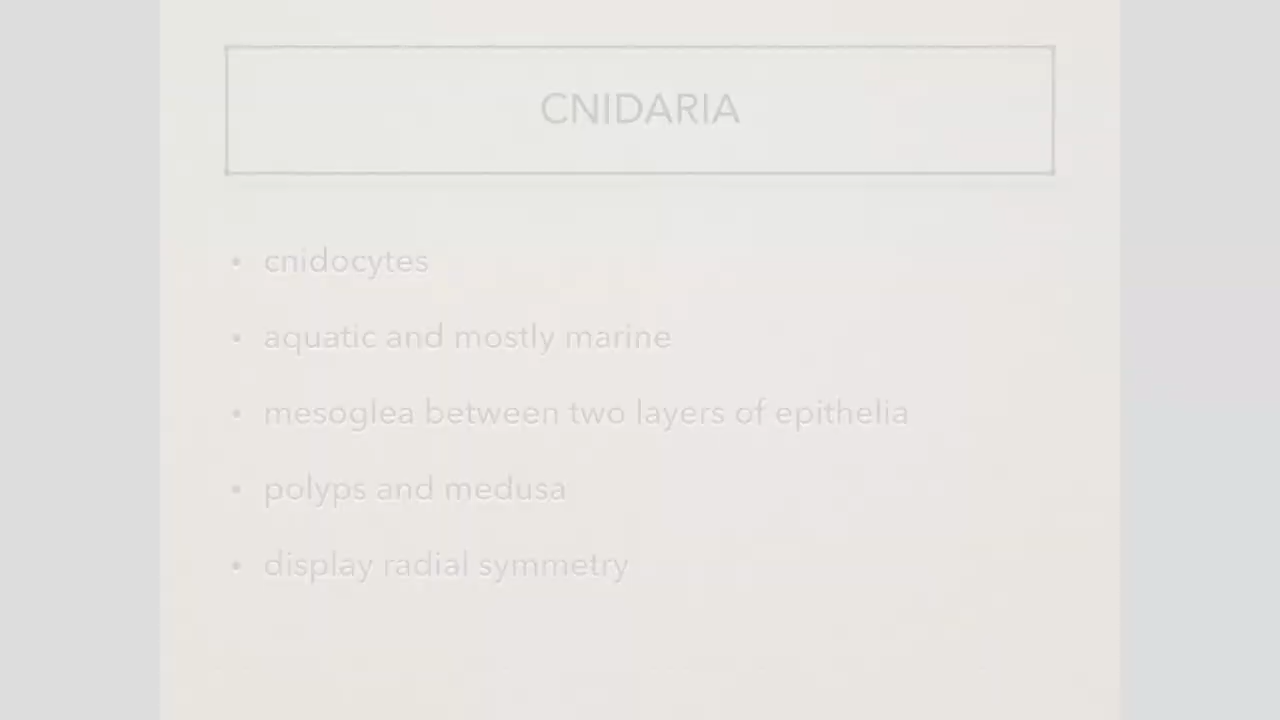 CNIDARIA
• cnidocytes
• aquatic and mostly marine
• mesoglea between two layers of epithelia
• polyps and medusa
• display radial symmetry